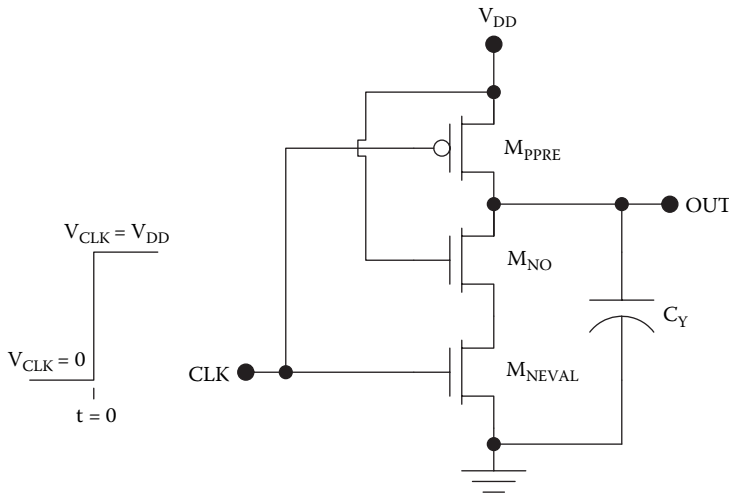 V_DD
M_PPRE
OUT
V_CLK = V_DD
M_NO
C_Y
V_CLK = 0
CLK
M_NEVAL
t = 0